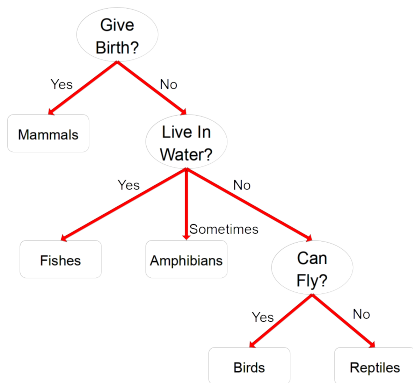 Give
Birth?
Yes
No
Mammals
Live In
Water?
Yes
No
Sometimes
Fishes
Amphibians
Can
Fly?
Yes
No
Birds
Reptiles